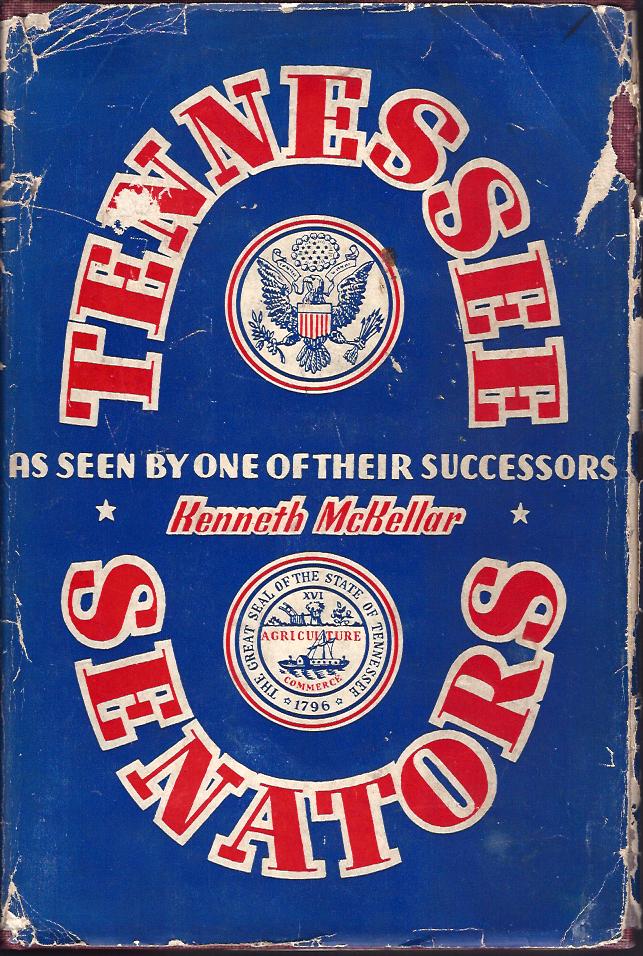 TENNESSEE
AS SEEN BY ONE OF THEIR SUCCESSORS
Kenneth McKellar
THE GREAT SEAL OF THE STATE OF TENNESSEE
XVI
AGRICULTURE
COMMERCE
1796
SENATORS